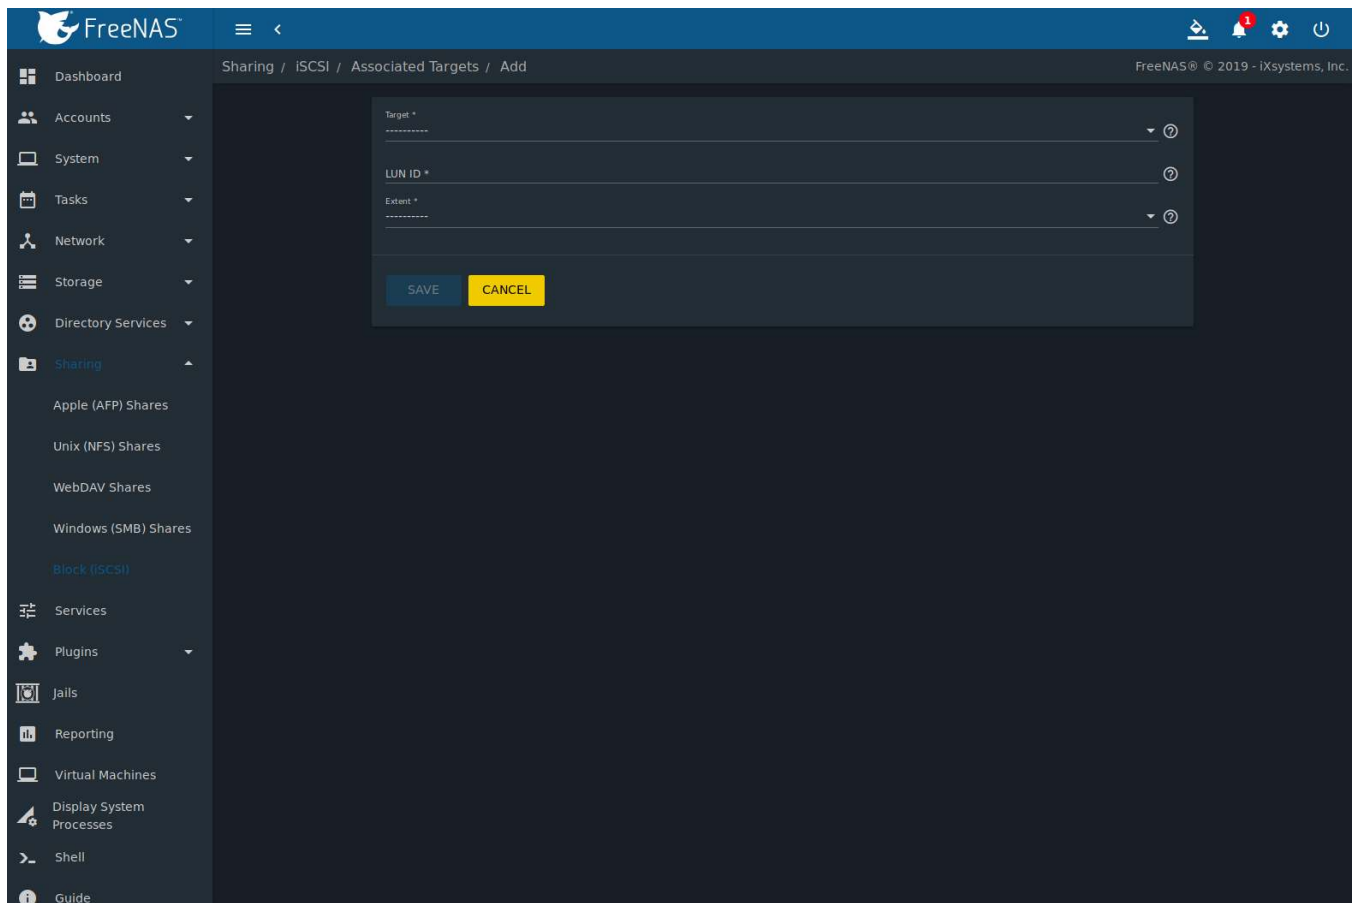 FreeNAS™
1
Sharing / iSCSI / Associated Targets / Add
FreeNAS® © 2019 - iXsystems, Inc.
Dashboard
Accounts
System
Tasks
Network
Storage
Directory Services
Sharing
Apple (AFP) Shares
Unix (NFS) Shares
WebDAV Shares
Windows (SMB) Shares
Block (iSCSI)
Services
Plugins
Jails
Reporting
Virtual Machines
Display System
Processes
Shell
Guide
Target *
----------
LUN ID *
Extent *
----------
SAVE
CANCEL